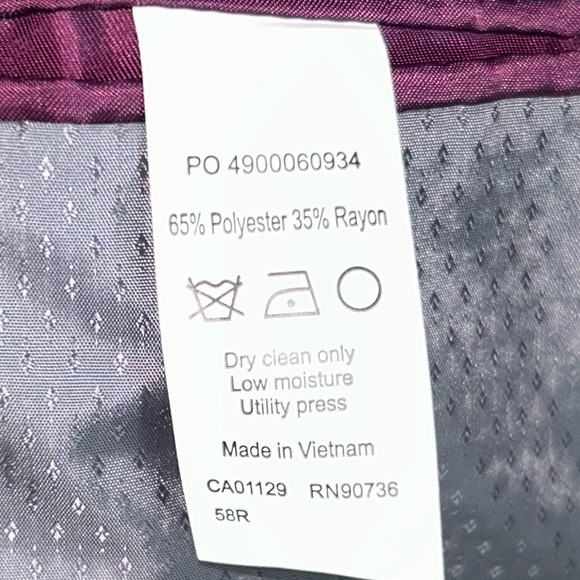 PO 4900060934
65% Polyester 35% Rayon
Dry clean only
Low moisture
Utility press
Made in Vietnam
CA01129 RN90736
58R